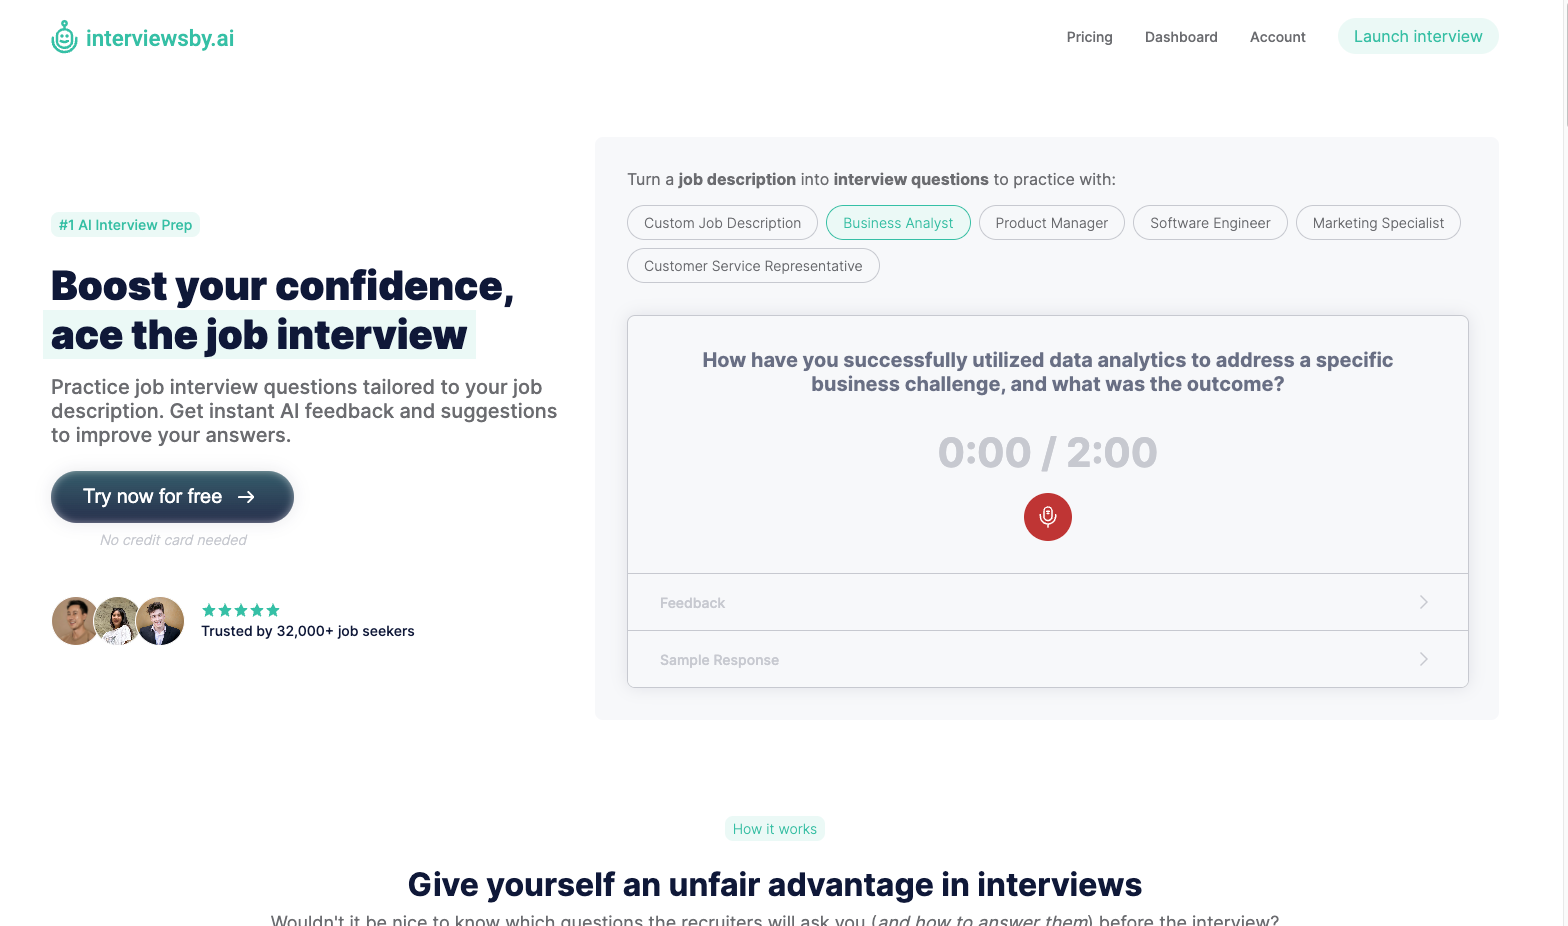 interviewsby.ai
Pricing
Dashboard
Account
Launch interview
#1 AI Interview Prep
Boost your confidence,
ace the job interview
Practice job interview questions tailored to your job
description. Get instant AI feedback and suggestions
to improve your answers.
Try now for free →
No credit card needed
Trusted by 32,000+ job seekers
Turn a job description into interview questions to practice with:
Custom Job Description
Business Analyst
Product Manager
Software Engineer
Marketing Specialist
Customer Service Representative
How have you successfully utilized data analytics to address a specific
business challenge, and what was the outcome?
0:00 / 2:00
Feedback
Sample Response
How it works
Give yourself an unfair advantage in interviews
Wouldn't it be nice to know which questions the recruiters will ask you (and how to answer them) before the interview?